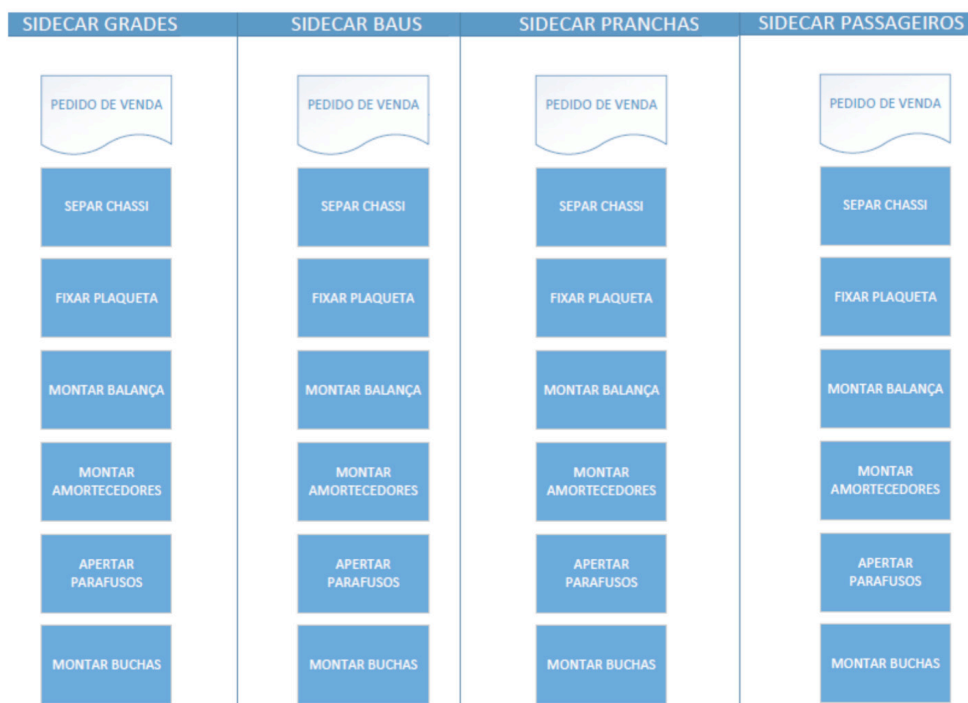 SIDECAR GRADES
SIDECAR BAUS
SIDECAR PRANCHAS
SIDECAR PASSAGEIROS
PEDIDO DE VENDA
PEDIDO DE VENDA
PEDIDO DE VENDA
PEDIDO DE VENDA
SEPAR CHASSI
SEPAR CHASSI
SEPAR CHASSI
SEPAR CHASSI
FIXAR PLAQUETA
FIXAR PLAQUETA
FIXAR PLAQUETA
FIXAR PLAQUETA
MONTAR BALANÇA
MONTAR BALANÇA
MONTAR BALANÇA
MONTAR BALANÇA
MONTAR
AMORTECEDORES
MONTAR
AMORTECEDORES
MONTAR
AMORTECEDORES
MONTAR
AMORTECEDORES
APERTAR
PARAFUSOS
APERTAR
PARAFUSOS
APERTAR
PARAFUSOS
APERTAR
PARAFUSOS
MONTAR BUCHAS
MONTAR BUCHAS
MONTAR BUCHAS
MONTAR BUCHAS